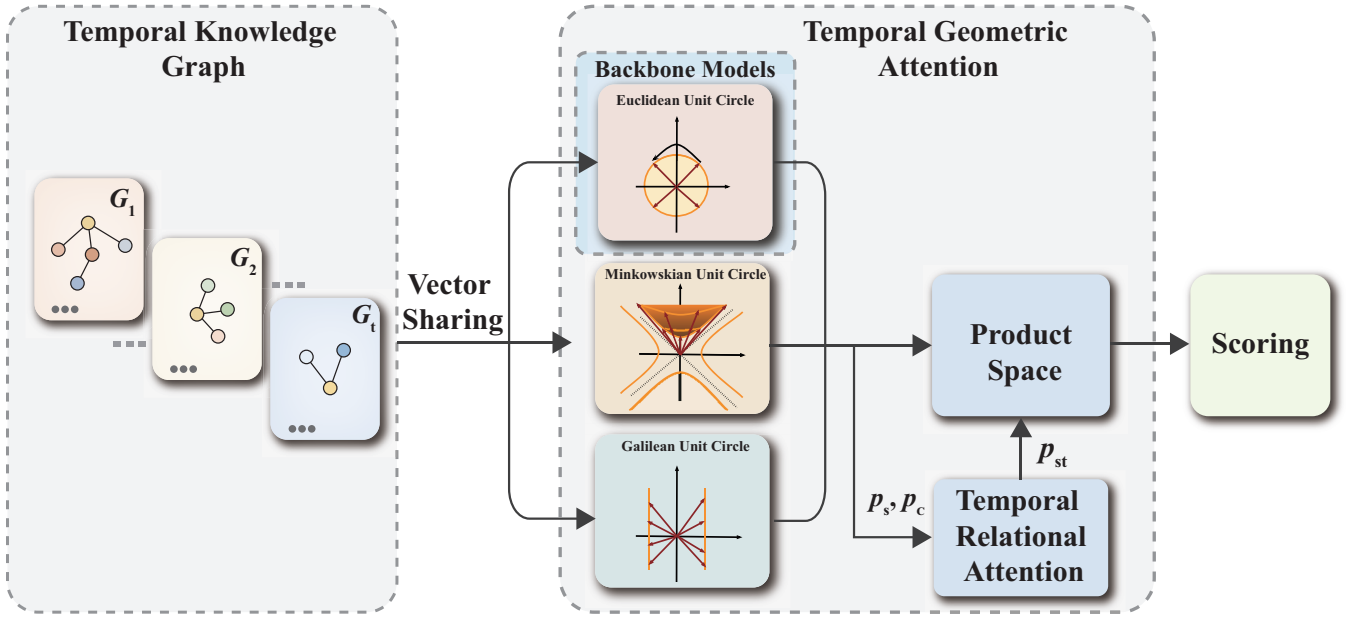 Temporal Knowledge
Graph
G1
G2
Gt
Vector
Sharing
Temporal Geometric
Attention
Backbone Models
Euclidean Unit Circle
Minkowskian Unit Circle
Galilean Unit Circle
Product
Space
pst
ps, pc
Temporal
Relational
Attention
Scoring